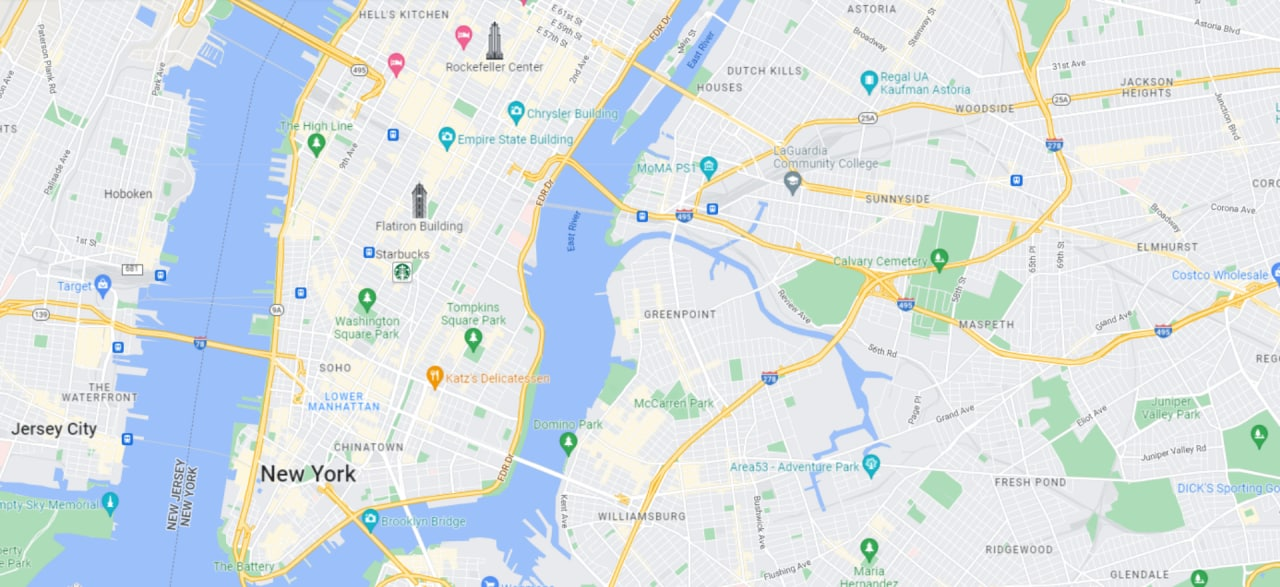 HELL'S KITCHEN
E 61st St
E 59th St
E 57th St
FDR Dr
Main St
East River
ASTORIA
Broadway
Steinway St
Astoria Blvd
Paterson Plank Rd
Park Ave
495
Rockefeller Center
2nd Ave
DUTCH KILLS
HOUSES
Regal UA
Kaufman Astoria
31st Ave
JACKSON
HEIGHTS
25A
WOODSIDE
25A
Junction Blvd
The High Line
9th Ave
Chrysler Building
Empire State Building
278
Palisade Ave
Hoboken
MoMA PS1
LaGuardia
Community College
SUNNYSIDE
FDR Dr
495
East River
Flatiron Building
Broadway
Corona Ave
1st St
681
Starbucks
Calvary Cemetery
65th Pl
69th St
ELMHURST
Costco Wholesale
Target
58th St
495
139
9A
Washington
Square Park
Tompkins
Square Park
GREENPOINT
Review Ave
MASPETH
Grand Ave
495
78
SOHO
56th Rd
THE
WATERFRONT
LOWER
MANHATTAN
Katz's Delicatessen
278
McCarren Park
Page Pl
Grand Ave
Eliot Ave
Juniper
Valley Park
Jersey City
CHINATOWN
Domino Park
Juniper Valley Rd
New York
FDR Dr
Area53 - Adventure Park
FRESH POND
DICK'S Sporting Go
NEW JERSEY
NEW YORK
mpty Sky Memorial
Brooklyn Bridge
Kent Ave
WILLIAMSBURG
Bushwick Ave
RIDGEWOOD
The Battery
Flushing Ave
Maria
Hernandez
GLENDALE